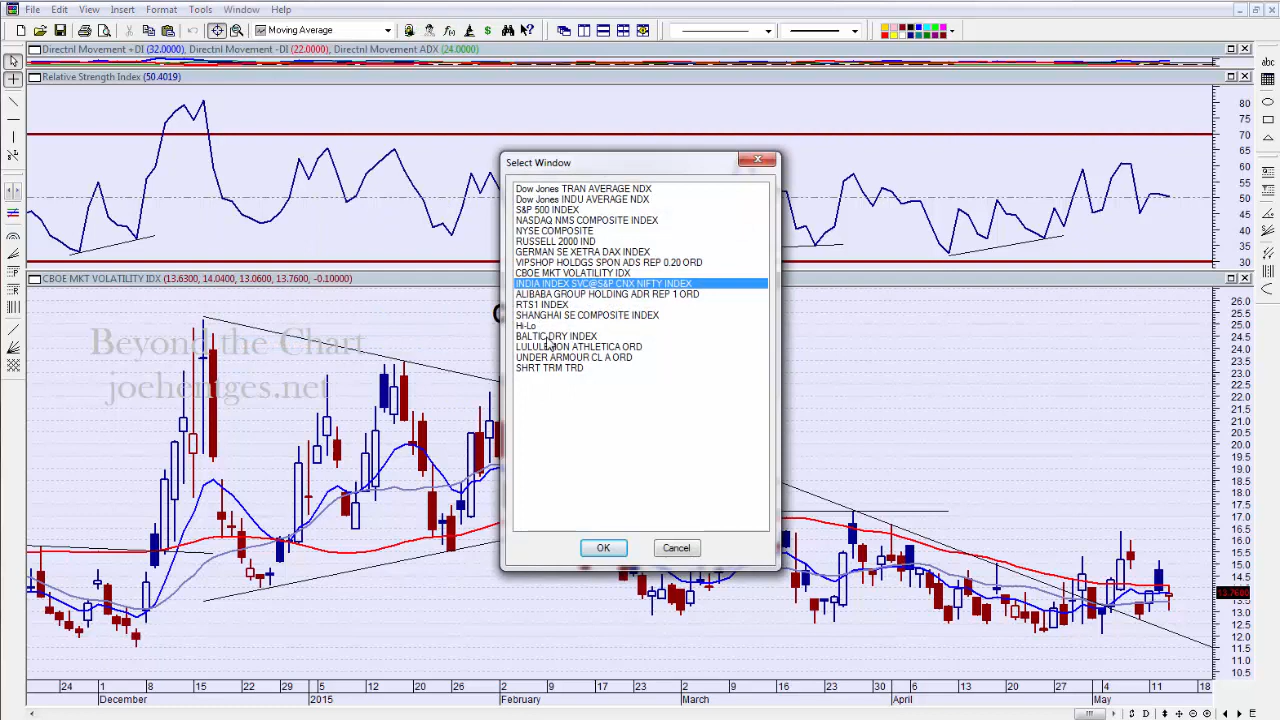 File Edit View Insert Format Tools Window Help
Moving Average
Directnl Movement +DI (32.0000), Directnl Movement -DI (22.0000), Directnl Movement ADX (24.0000)
Relative Strength Index (50.4019)
80
75
70
65
60
55
50
45
40
35
30
Select Window
Dow Jones TRAN AVERAGE NDX
Dow Jones INDU AVERAGE NDX
S&P 500 INDEX
NASDAQ NMS COMPOSITE INDEX
NYSE COMPOSITE
RUSSELL 2000 IND
GERMAN SE XETRA DAX INDEX
VIPSHOP HOLDGS SPON ADS REP 0.20 ORD
CBOE MKT VOLATILITY IDX
INDIA INDEX SVC@S&P CNX NIFTY INDEX
ALIBABA GROUP HOLDING ADR REP 1 ORD
RTS1 INDEX
SHANGHAI SE COMPOSITE INDEX
Hi-Lo
BALTIC DRY INDEX
LULULEMON ATHLETICA ORD
UNDER ARMOUR CL A ORD
SHRT TRM TRD
OK Cancel
CBOE MKT VOLATILITY IDX (13.6300, 14.0400, 13.0600, 13.7600, -0.10000)
Beyond the Chart
joehentges.net
26.0
25.5
25.0
24.5
24.0
23.5
23.0
22.5
22.0
21.5
21.0
20.5
20.0
19.5
19.0
18.5
18.0
17.5
17.0
16.5
16.0
15.5
15.0
14.5
14.0
13.7600
13.0
12.5
12.0
11.5
11.0
10.5
24 1 8 15 22 29 5 12 20 26 2 9 17 23 2 9 16 23 30 6 13 20 27 4 11 18
December 2015 February March April May
abc